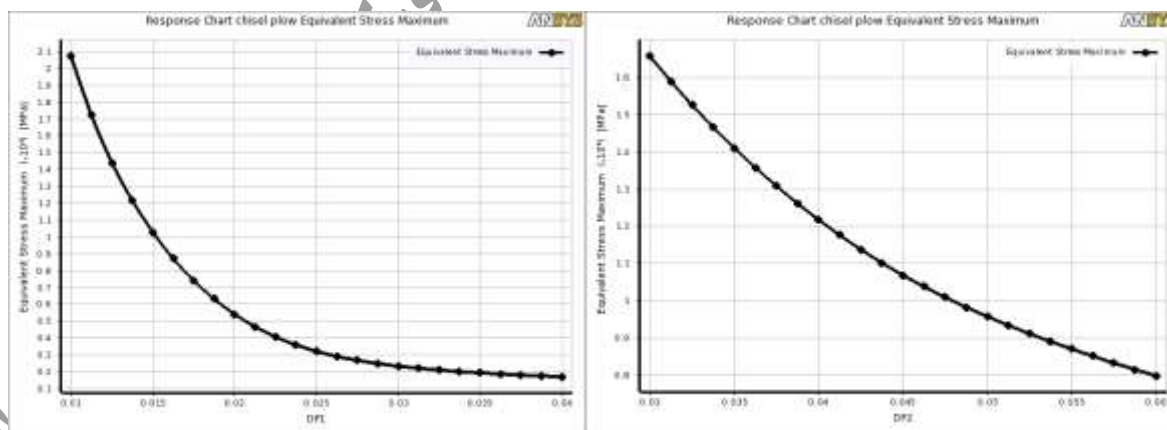 Response Chart chisel plow Equivalent Stress Maximum
ANSYS
Equivalent Stress Maximum
2.1
2
1.9
1.8
1.7
1.6
1.5
1.4
1.3
1.2
1.1
1
0.9
0.8
0.7
0.6
0.5
0.4
0.3
0.2
0.1
Equivalent Stress Maximum [MPa]
0.01 0.015 0.02 0.025 0.03 0.035 0.04
DP1
Response Chart chisel plow Equivalent Stress Maximum
ANSYS
Equivalent Stress Maximum
1.6
1.5
1.4
1.3
1.2
1.1
1
0.9
0.8
Equivalent Stress Maximum [MPa]
0.03 0.035 0.04 0.045 0.05 0.055 0.06
DP2